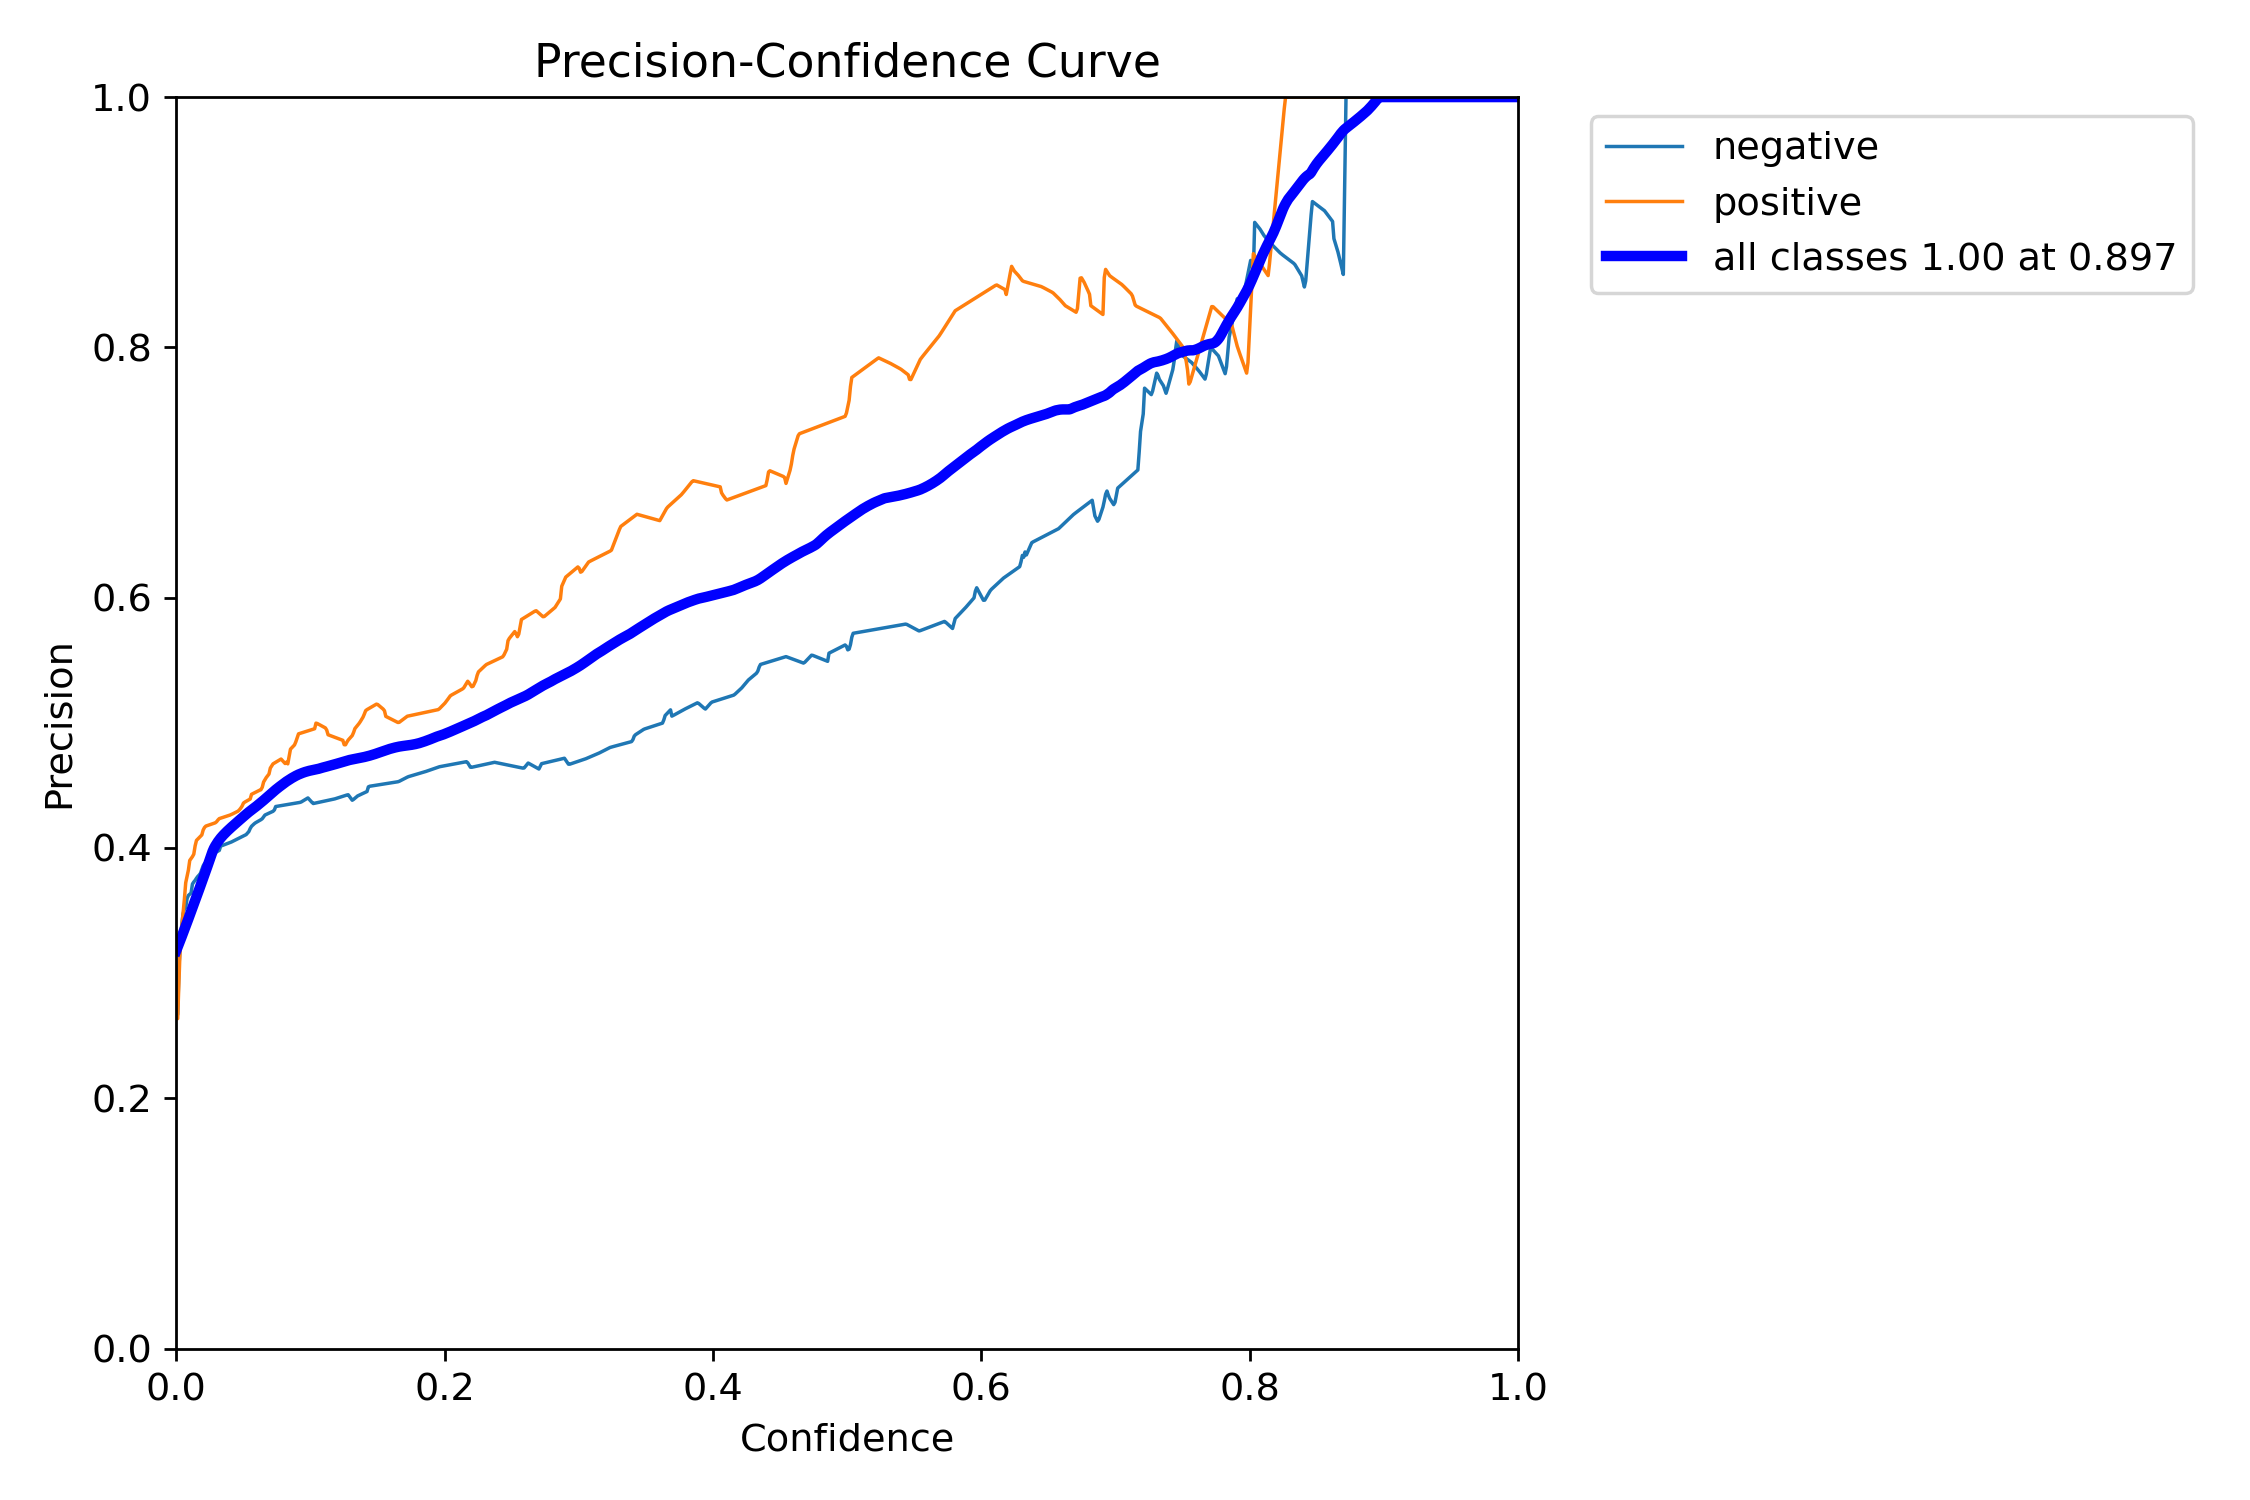 Precision-Confidence Curve
1.0
0.8
0.6
0.4
0.2
0.0
Precision
0.0 0.2 0.4 0.6 0.8 1.0
Confidence
negative
positive
all classes 1.00 at 0.897